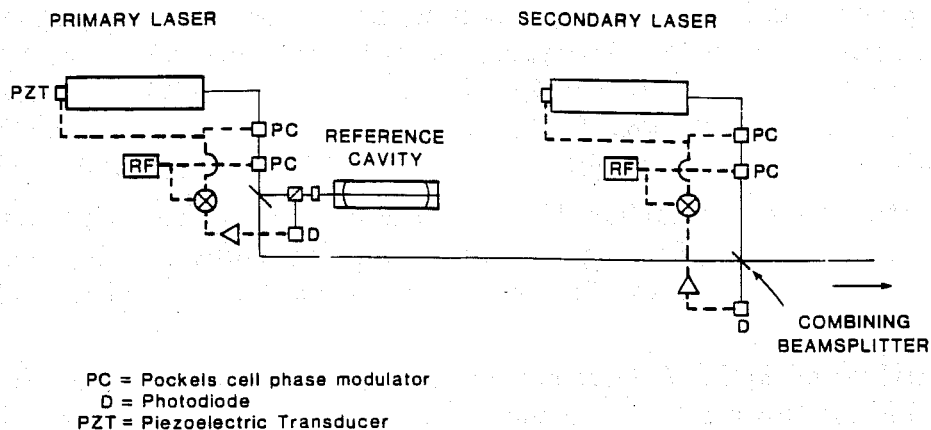 PRIMARY LASER
SECONDARY LASER
PZT
PC
PC
REFERENCE
CAVITY
RF
D
PC
PC
RF
D
COMBINING
BEAMSPLITTER
PC = Pockels cell phase modulator
D = Photodiode
PZT = Piezoelectric Transducer